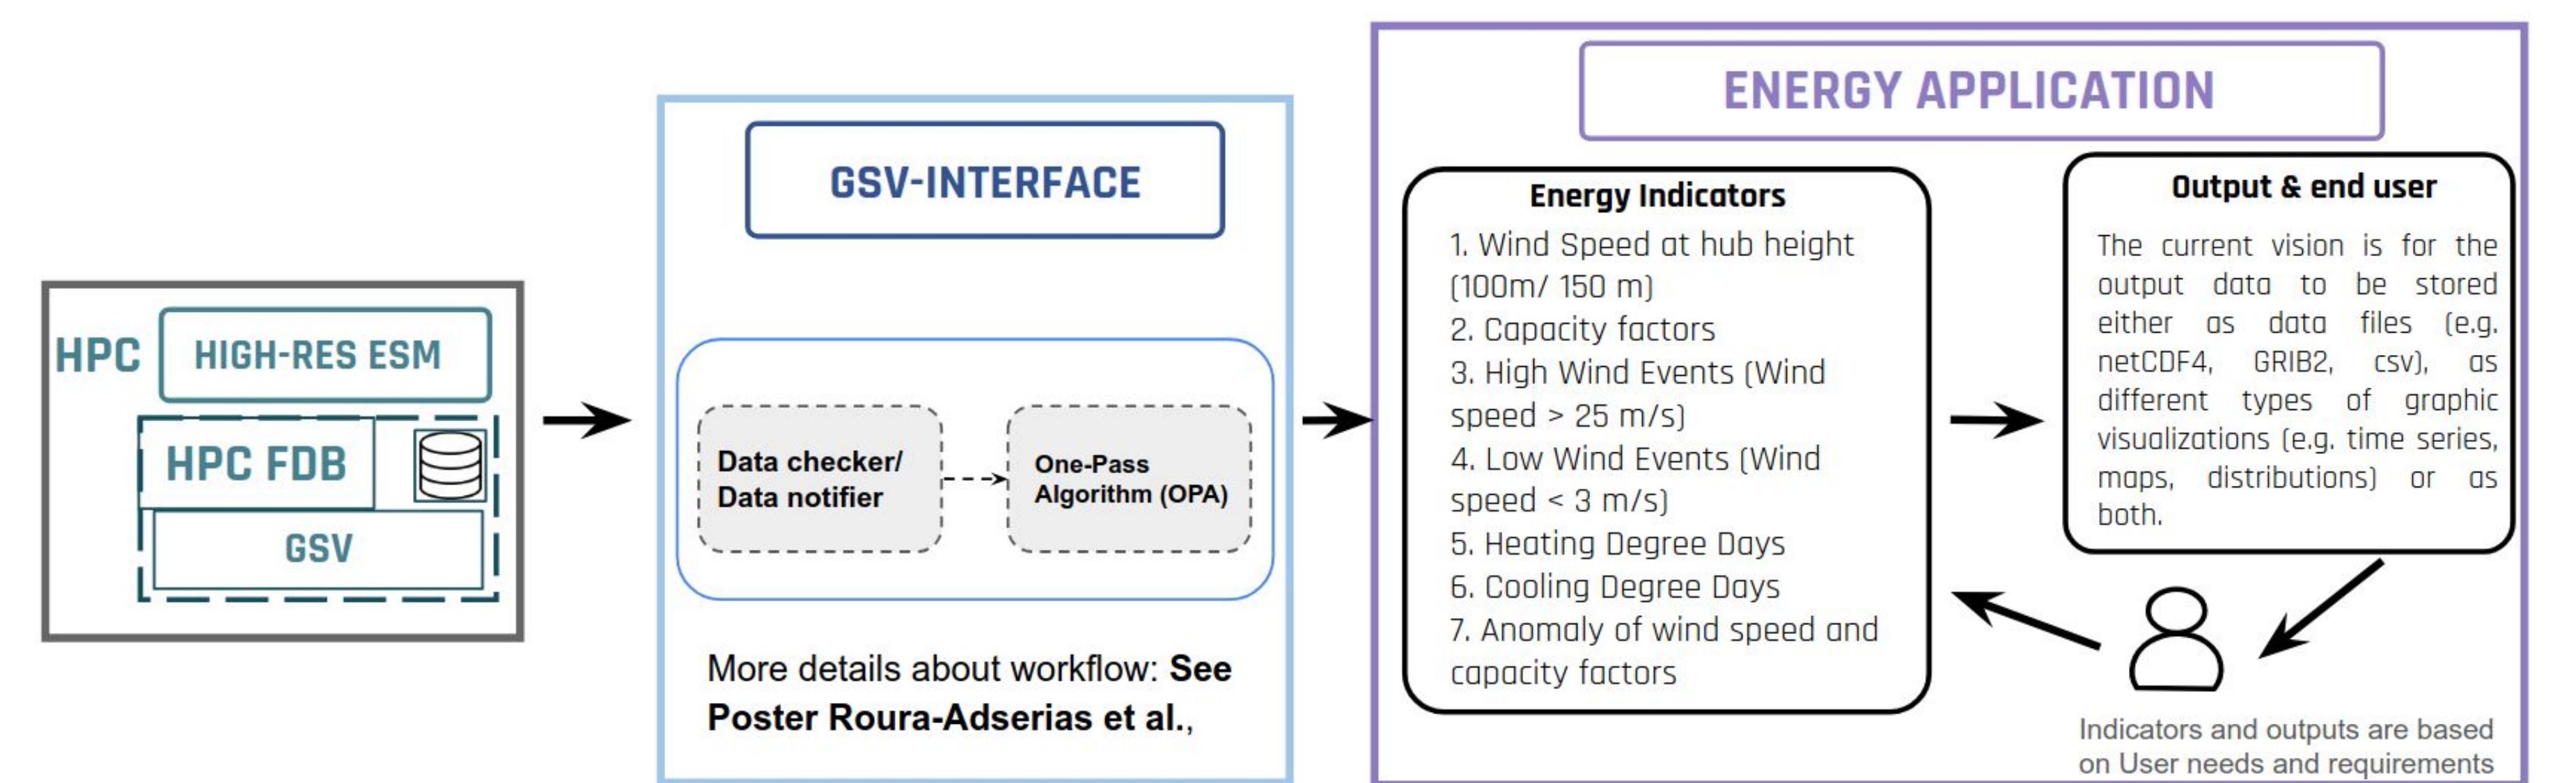 HPC
HIGH-RES ESM
HPC FDB
GSV
GSV-INTERFACE
Data checker/
Data notifier
One-Pass
Algorithm (OPA)
More details about workflow: See
Poster Roura-Adserias et al.,
ENERGY APPLICATION
Energy Indicators
1. Wind Speed at hub height
(100m/ 150 m)
2. Capacity factors
3. High Wind Events (Wind
speed > 25 m/s)
4. Low Wind Events (Wind
speed < 3 m/s)
5. Heating Degree Days
6. Cooling Degree Days
7. Anomaly of wind speed and
capacity factors
Output & end user
The current vision is for the
output data to be stored
either as data files (e.g.
netCDF4, GRIB2, csv), as
different types of graphic
visualizations (e.g. time series,
maps, distributions) or as
both.
Indicators and outputs are based
on User needs and requirements